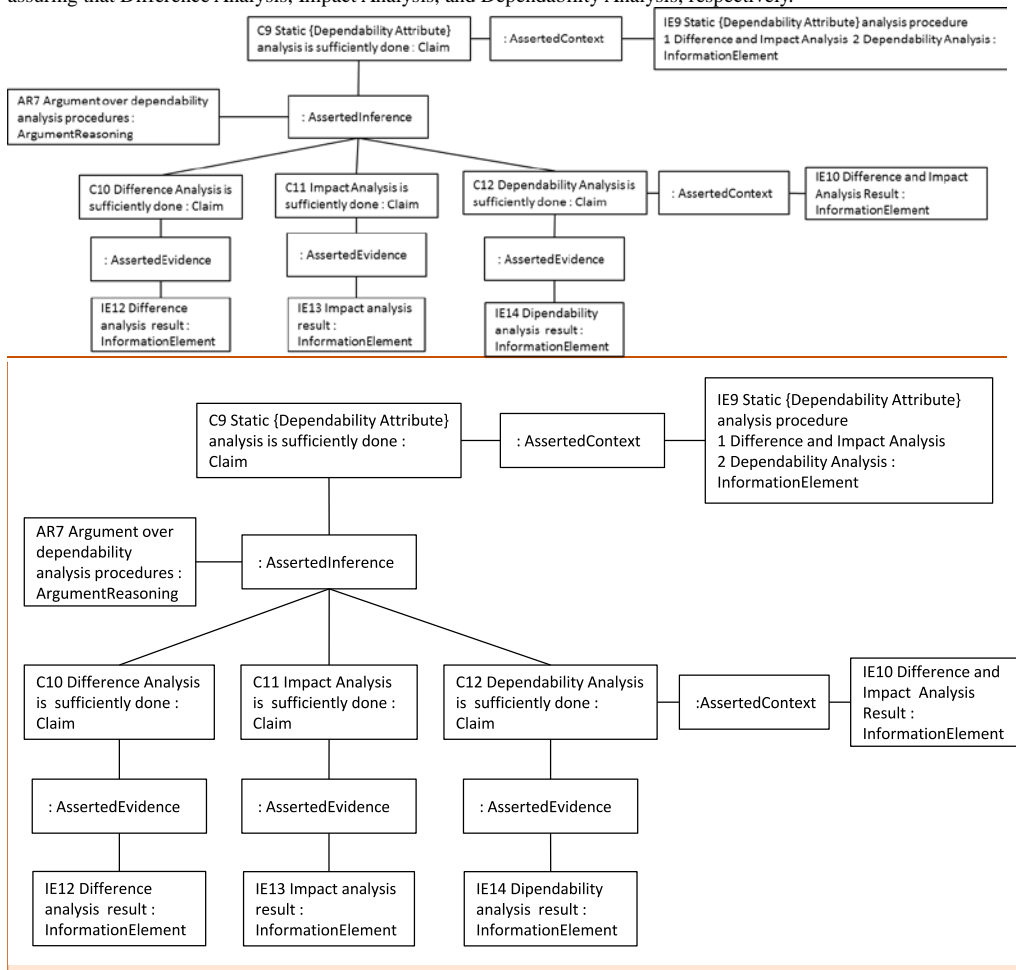 assuring that Difference Analysis, Impact Analysis, and Dependability Analysis, respectively.
C9 Static {Dependability Attribute}
analysis is sufficiently done : Claim
: AssertedContext
IE9 Static {Dependability Attribute} analysis procedure
1 Difference and Impact Analysis 2 Dependability Analysis :
InformationElement
AR7 Argument over dependability
analysis procedures :
ArgumentReasoning
: AssertedInference
C10 Difference Analysis is
sufficiently done : Claim
C11 Impact Analysis is
sufficiently done : Claim
C12 Dependability Analysis is
sufficiently done : Claim
: AssertedContext
IE10 Difference and Impact
Analysis Result :
InformationElement
: AssertedEvidence
: AssertedEvidence
: AssertedEvidence
IE12 Difference
analysis result :
InformationElement
IE13 Impact analysis
result :
InformationElement
IE14 Dipendability
analysis result :
InformationElement
C9 Static {Dependability Attribute}
analysis is sufficiently done :
Claim
: AssertedContext
IE9 Static {Dependability Attribute}
analysis procedure
1 Difference and Impact Analysis
2 Dependability Analysis :
InformationElement
AR7 Argument over
dependability
analysis procedures :
ArgumentReasoning
: AssertedInference
C10 Difference Analysis
is sufficiently done :
Claim
C11 Impact Analysis
is sufficiently done :
Claim
C12 Dependability Analysis
is sufficiently done :
Claim
:AssertedContext
IE10 Difference and
Impact Analysis
Result :
InformationElement
: AssertedEvidence
: AssertedEvidence
: AssertedEvidence
IE12 Difference
analysis result :
InformationElement
IE13 Impact analysis
result :
InformationElement
IE14 Dipendability
analysis result :
InformationElement